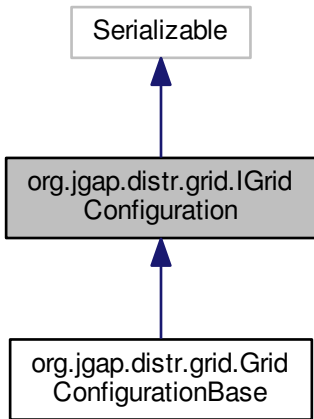 Serializable
org.jgap.distr.grid.IGrid
Configuration
org.jgap.distr.grid.Grid
ConfigurationBase